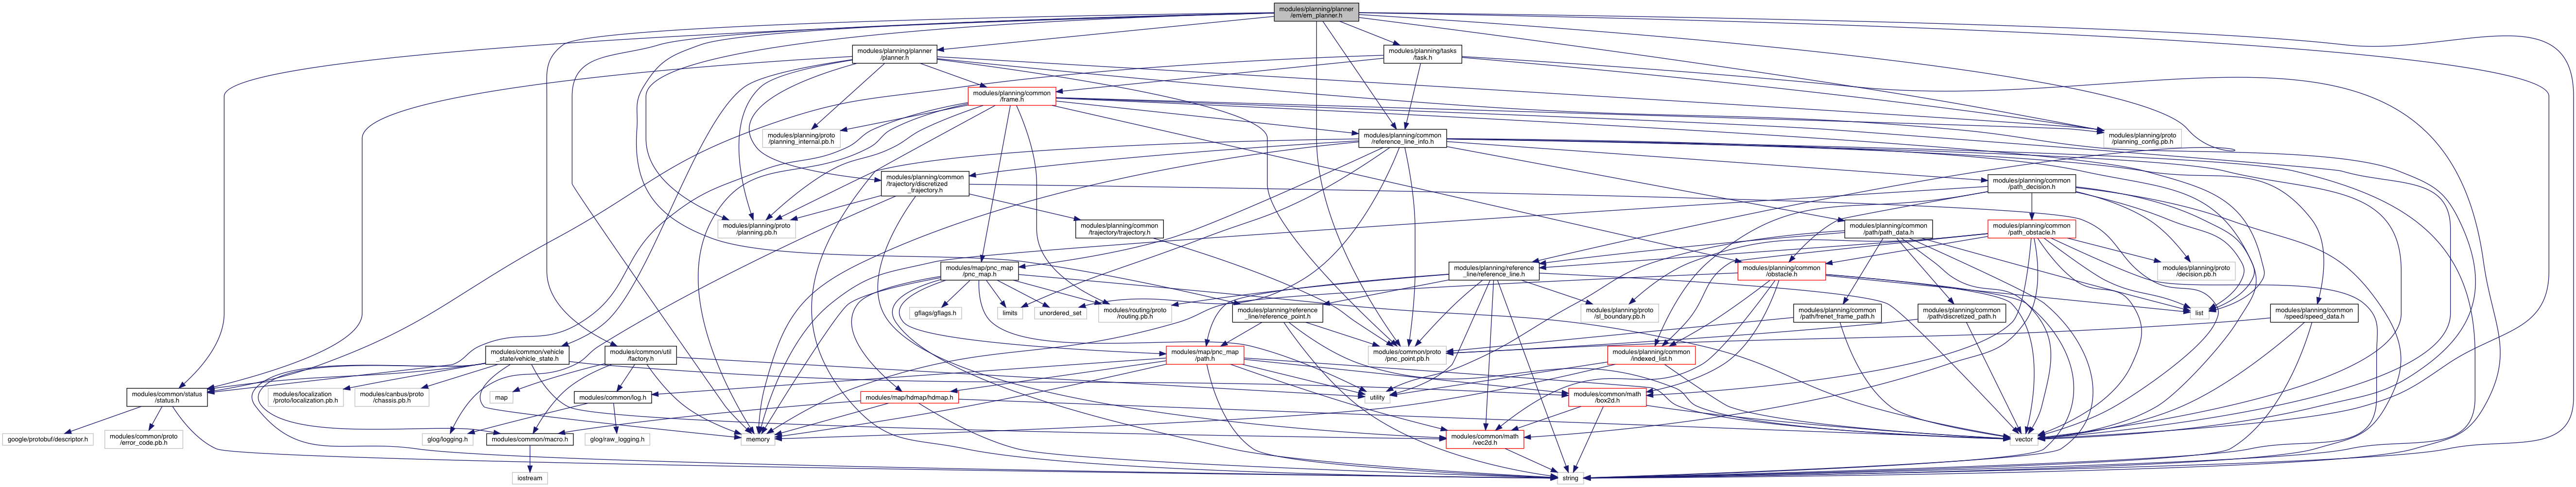 modules/planning/planner
/em/em_planner.h
modules/planning/planner
/planner.h
modules/planning/tasks
/task.h
modules/planning/common
/frame.h
modules/planning/proto
/planning_internal.pb.h
modules/planning/common
/reference_line_info.h
modules/planning/proto
/planning_config.pb.h
modules/planning/common
/trajectory/discretized
_trajectory.h
modules/planning/common
/path_decision.h
modules/planning/proto
/planning.pb.h
modules/planning/common
/trajectory/trajectory.h
modules/planning/common
/path/path_data.h
modules/planning/common
/path_obstacle.h
modules/map/pnc_map
/pnc_map.h
modules/planning/reference
_line/reference_line.h
modules/planning/common
/obstacle.h
modules/planning/proto
/decision.pb.h
gflags/gflags.h
limits
unordered_set
modules/routing/proto
/routing.pb.h
modules/planning/reference
_line/reference_point.h
modules/planning/proto
/sl_boundary.pb.h
modules/planning/common
/path/frenet_frame_path.h
modules/planning/common
/path/discretized_path.h
list
modules/planning/common
/speed/speed_data.h
modules/common/vehicle
_state/vehicle_state.h
modules/common/util
/factory.h
modules/map/pnc_map
/path.h
modules/common/proto
/pnc_point.pb.h
modules/planning/common
/indexed_list.h
modules/common/status
/status.h
modules/localization
/proto/localization.pb.h
modules/canbus/proto
/chassis.pb.h
map
modules/common/log.h
modules/map/hdmap/hdmap.h
utility
modules/common/math
/box2d.h
google/protobuf/descriptor.h
modules/common/proto
/error_code.pb.h
glog/logging.h
modules/common/macro.h
glog/raw_logging.h
memory
modules/common/math
/vec2d.h
vector
iostream
string